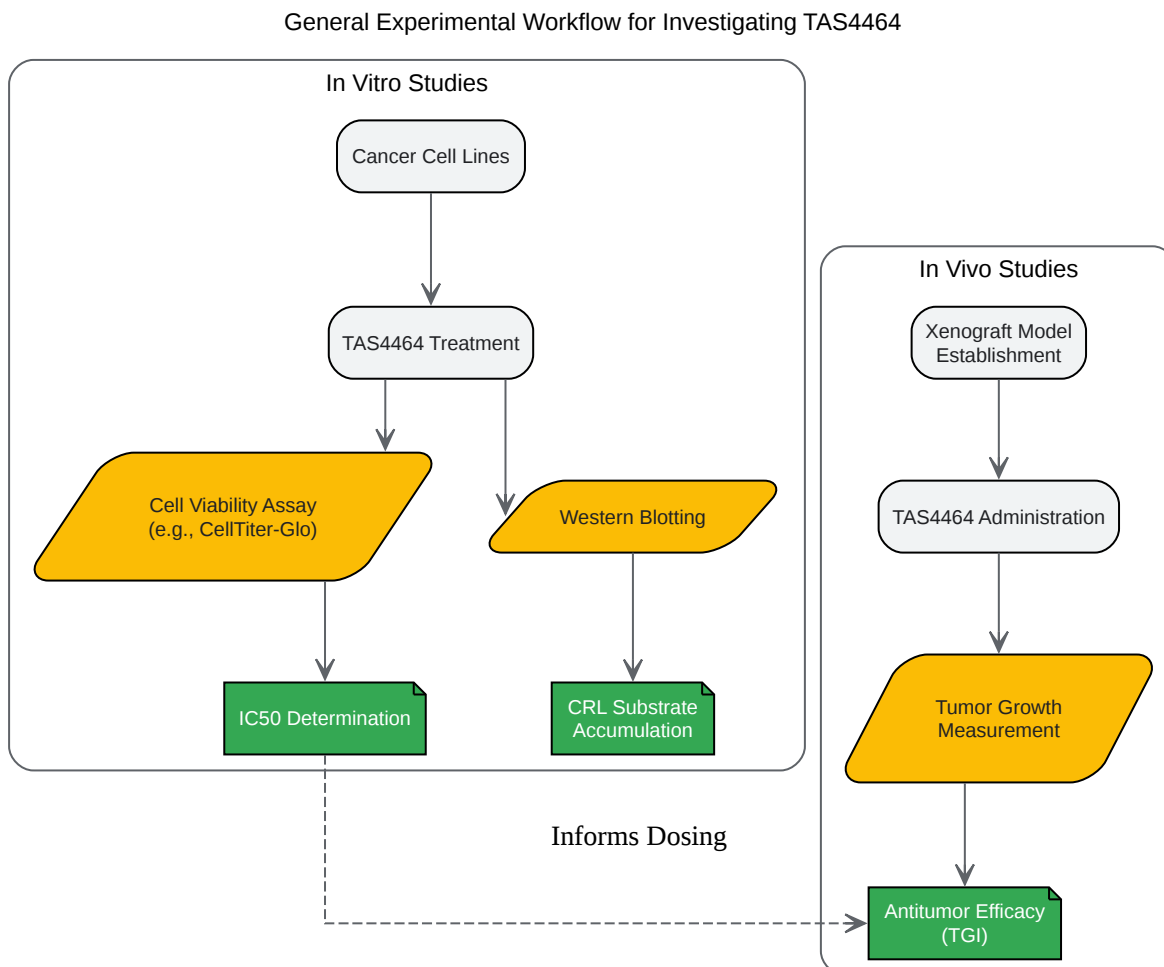 General Experimental Workflow for Investigating TAS4464
In Vitro Studies
Cancer Cell Lines
TAS4464 Treatment
Cell Viability Assay
(e.g., CellTiter-Glo)
Western Blotting
IC50 Determination
CRL Substrate
Accumulation
In Vivo Studies
Xenograft Model
Establishment
TAS4464 Administration
Tumor Growth
Measurement
Informs Dosing
Antitumor Efficacy
(TGI)